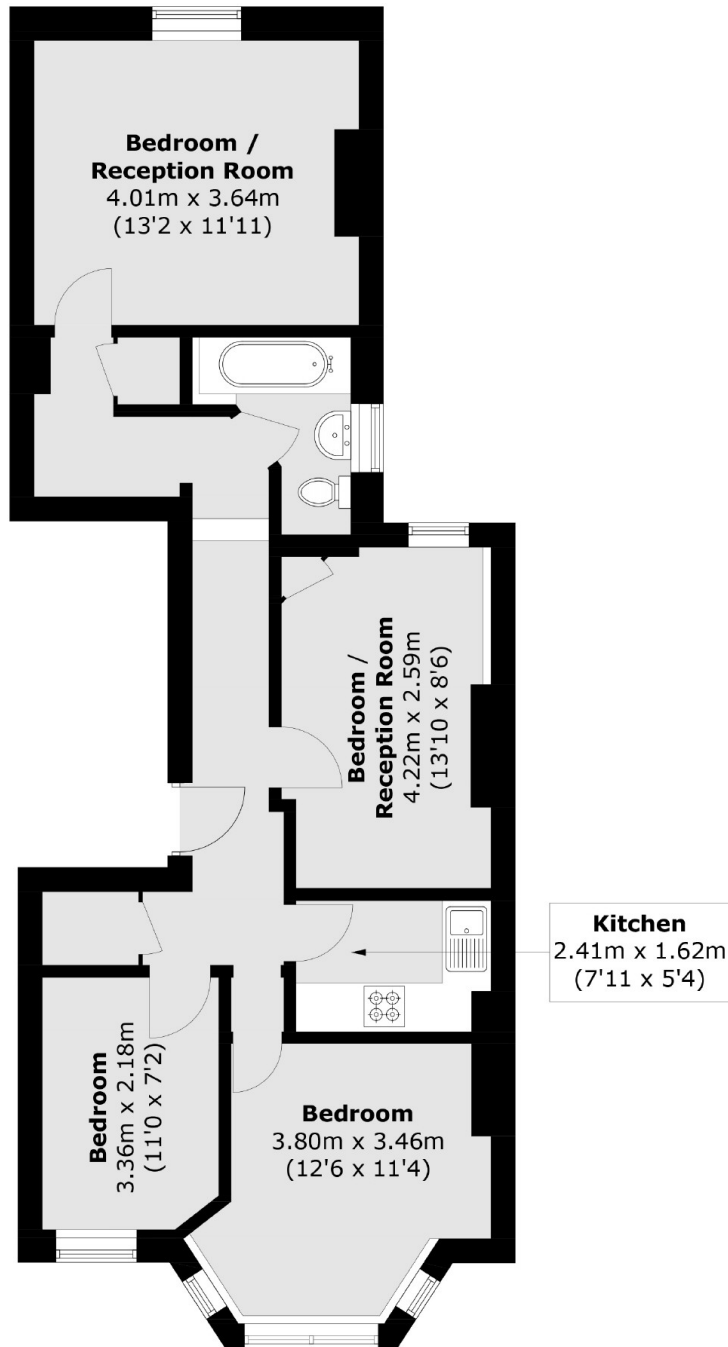 Bedroom /
Reception Room
4.01m x 3.64m
(13'2 x 11'11)
Bedroom /
Reception Room
4.22m x 2.59m
(13'10 x 8'6)
Kitchen
2.41m x 1.62m
(7'11 x 5'4)
Bedroom
3.36m x 2.18m
(11'0 x 7'2)
Bedroom
3.80m x 3.46m
(12'6 x 11'4)